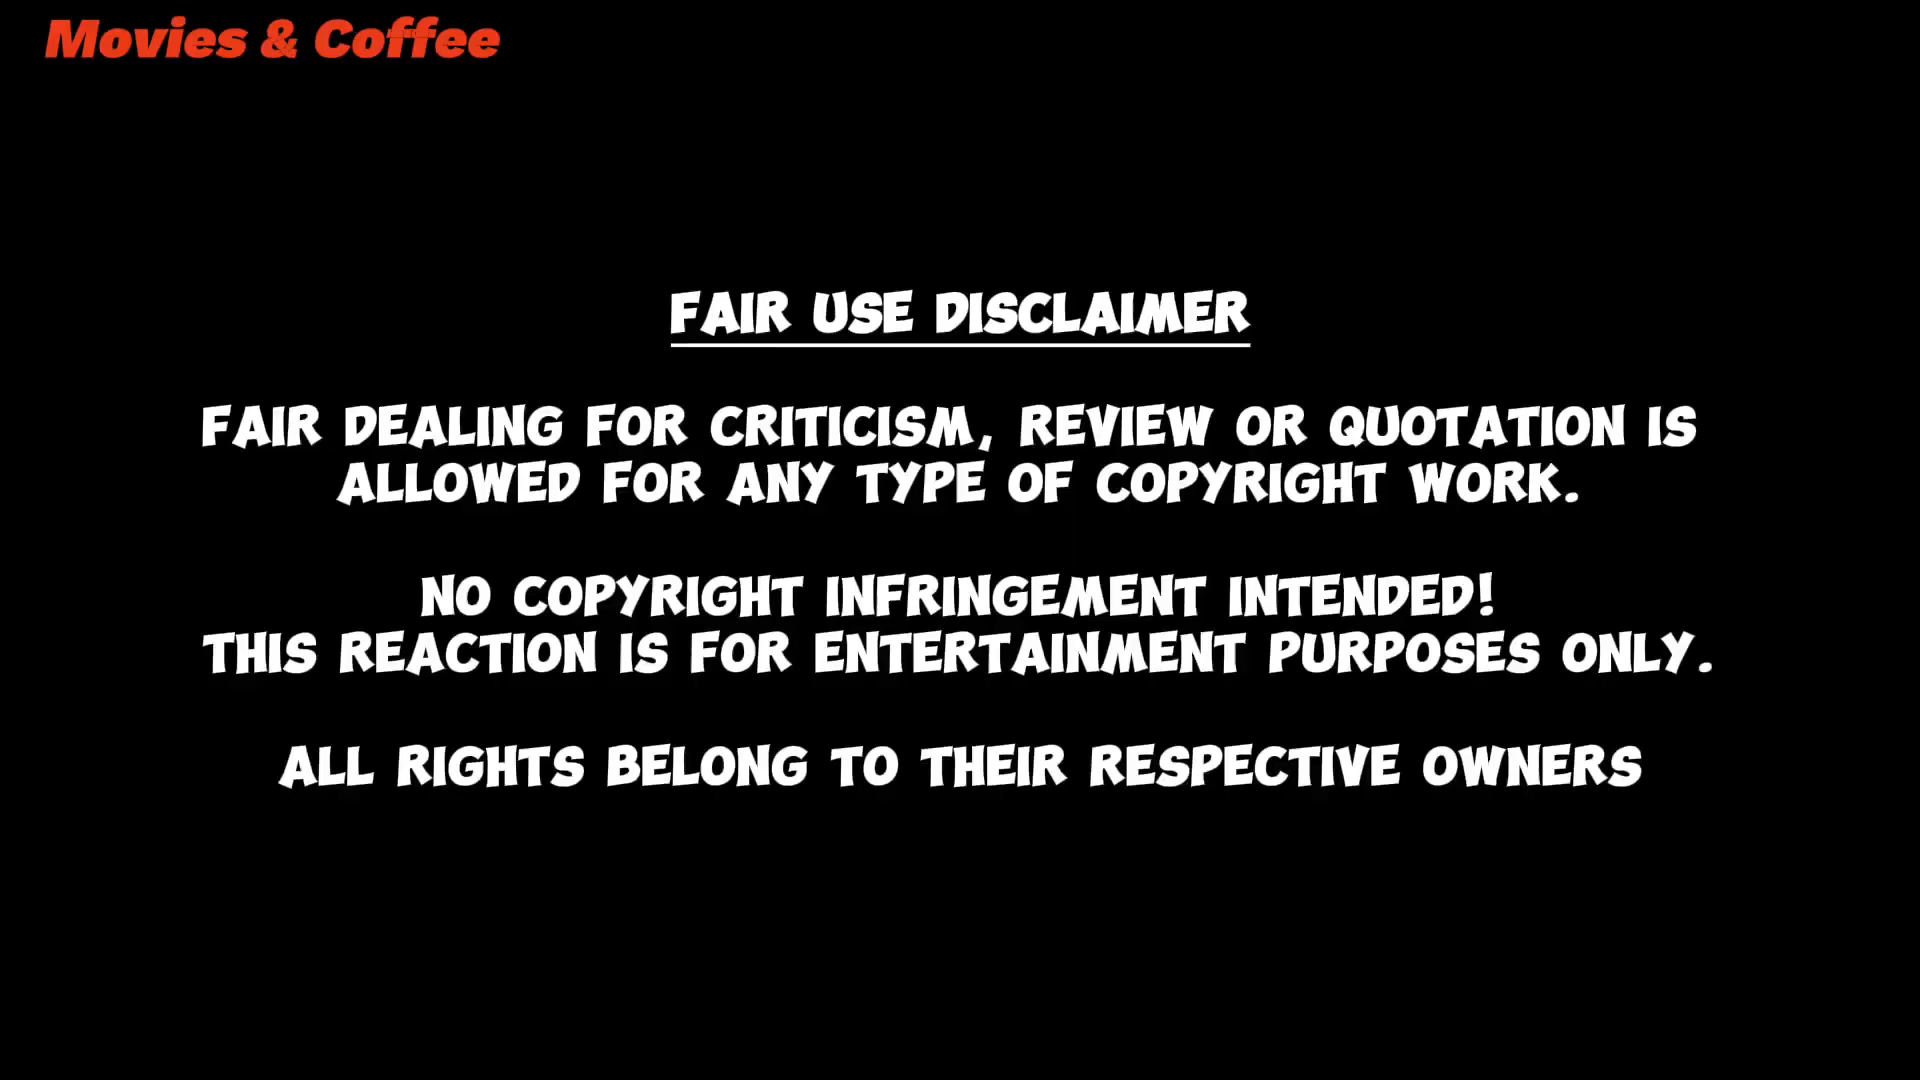 Movies & Coffee
FAIR USE DISCLAIMER
FAIR DEALING FOR CRITICISM, REVIEW OR QUOTATION IS
ALLOWED FOR ANY TYPE OF COPYRIGHT WORK.
NO COPYRIGHT INFRINGEMENT INTENDED!
THIS REACTION IS FOR ENTERTAINMENT PURPOSES ONLY.
ALL RIGHTS BELONG TO THEIR RESPECTIVE OWNERS